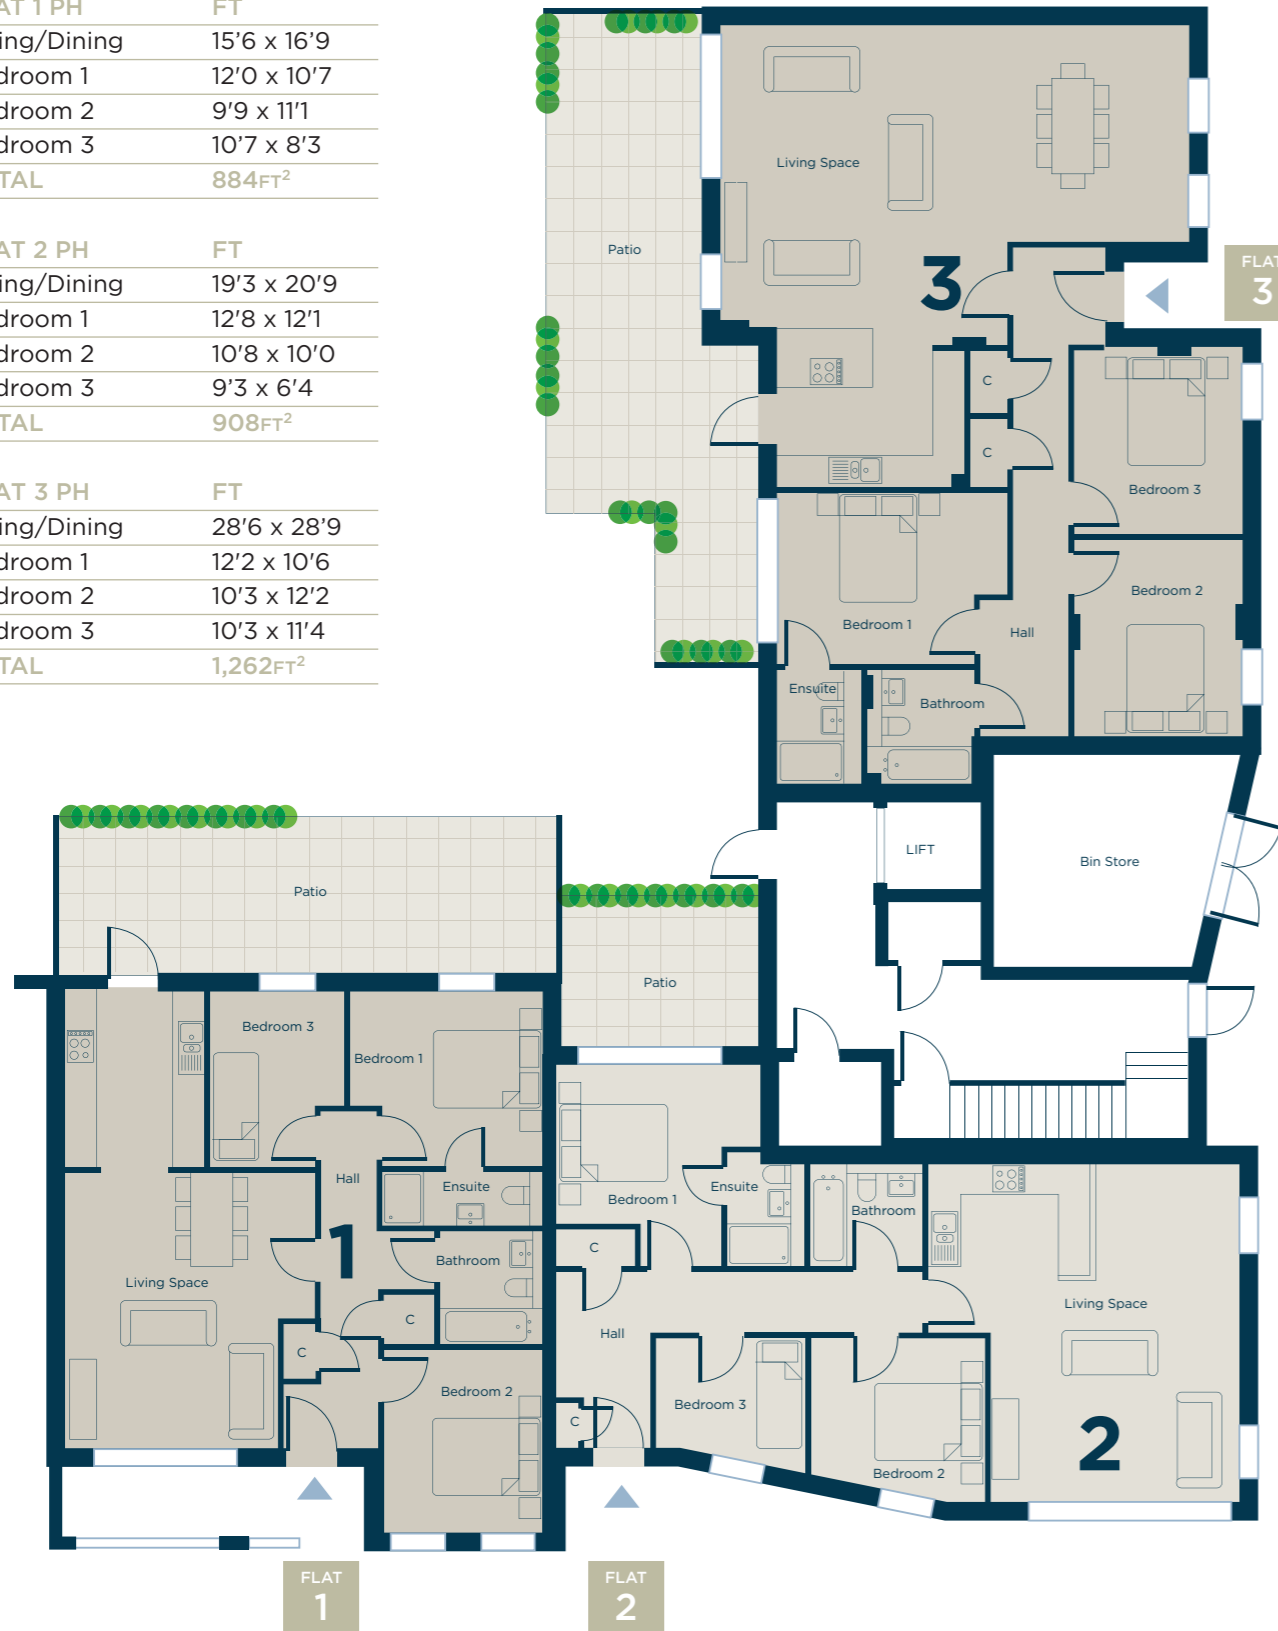 AT 1 PH FT
ing/Dining 15'6 x 16'9
droom 1 12'0 x 10'7
droom 2 9'9 x 11'1
droom 3 10'7 x 8'3
TAL 884FT²
AT 2 PH FT
ing/Dining 19'3 x 20'9
droom 1 12'8 x 12'1
droom 2 10'8 x 10'0
droom 3 9'3 x 6'4
TAL 908FT²
AT 3 PH FT
ing/Dining 28'6 x 28'9
droom 1 12'2 x 10'6
droom 2 10'3 x 12'2
droom 3 10'3 x 11'4
TAL 1,262FT²
Living Space
Patio
3
FLAT
3
C
C
Bedroom 3
Bedroom 2
Bedroom 1
Hall
Ensuite
Bathroom
LIFT
Bin Store
Patio
Patio
Bedroom 3
Bedroom 1
Hall
Ensuite
1
Bathroom
Living Space
C
C
Bedroom 2
Bedroom 1
Ensuite
Bathroom
C
Living Space
Hall
Bedroom 3
C
Bedroom 2
2
FLAT
1
FLAT
2